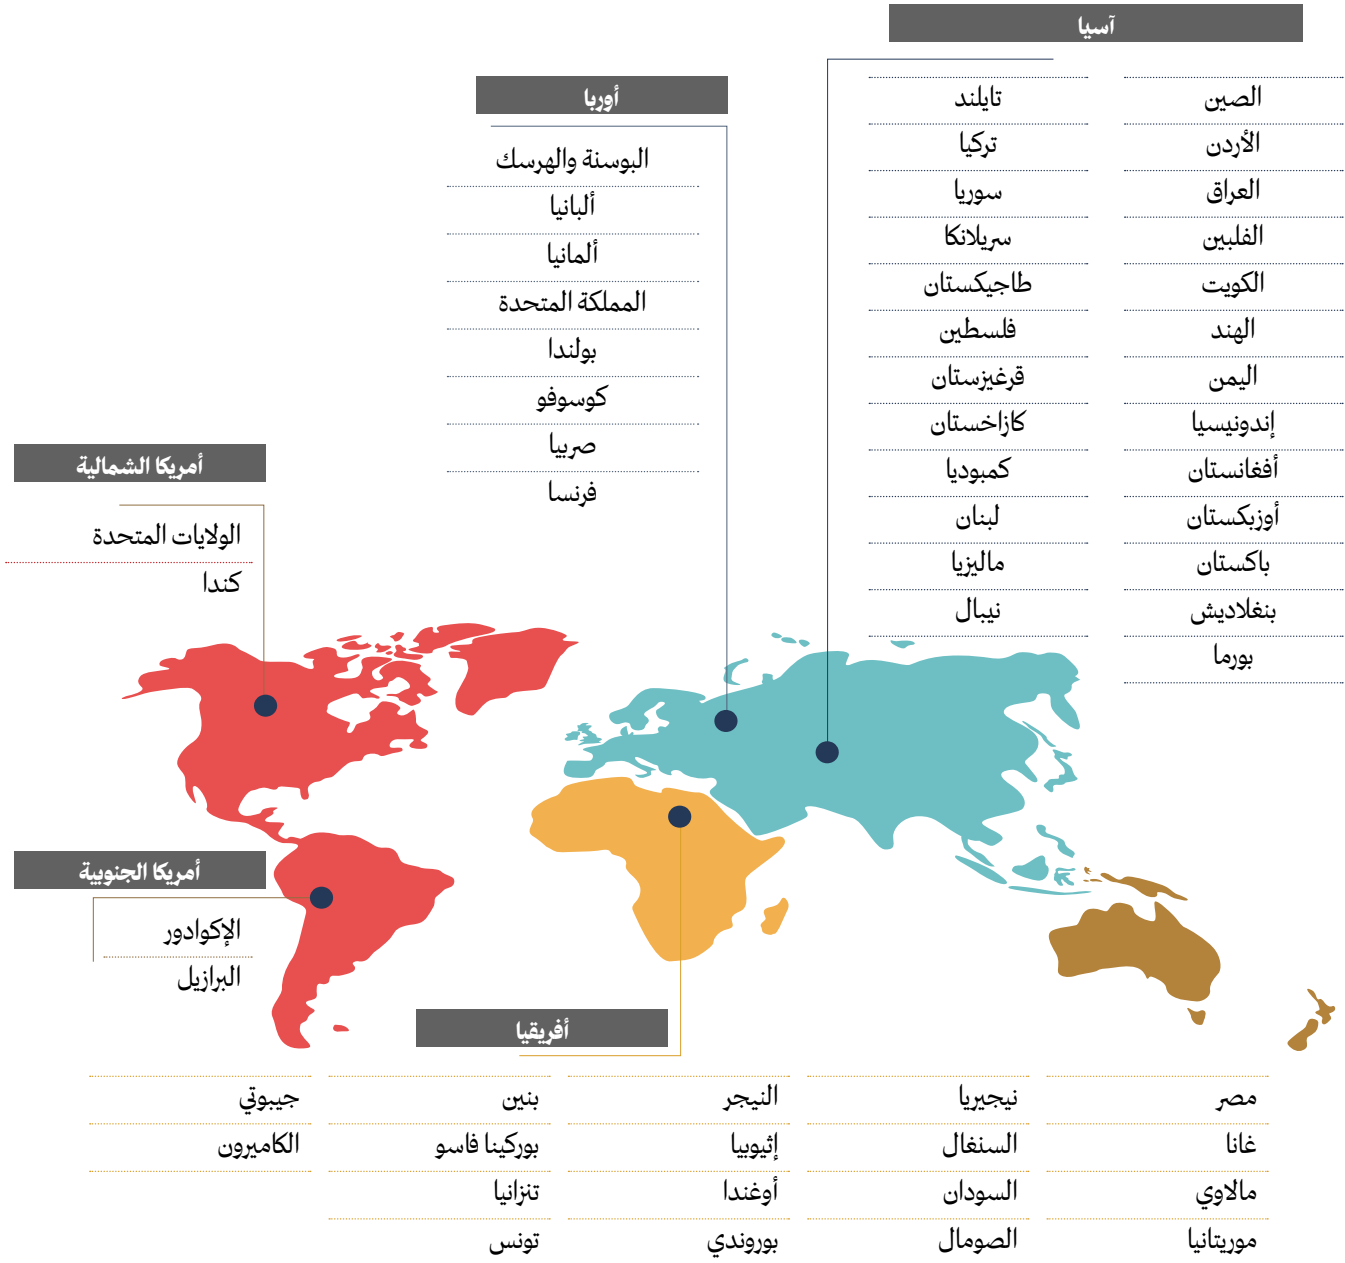 آسيا
الصين
الأردن
العراق
الفلبين
الكويت
الهند
اليمن
إندونيسيا
أفغانستان
أوزبكستان
باكستان
بنغلاديش
بورما
تايلند
تركيا
سوريا
سريلانكا
طاجيكستان
فلسطين
قرغيزستان
كازاخستان
كمبوديا
لبنان
ماليزيا
نيبال
أوربا
البوسنة والهرسك
ألبانيا
ألمانيا
المملكة المتحدة
بولندا
كوسوفو
صربيا
فرنسا
أمريكا الشمالية
الولايات المتحدة
كندا
أمريكا الجنوبية
الإكوادور
البرازيل
أفريقيا
مصر
غانا
مالاوي
موريتانيا
نيجيريا
السنغال
السودان
الصومال
النيجر
إثيوبيا
أوغندا
بوروندي
بنين
بوركينا فاسو
تنزانيا
تونس
جيبوتي
الكاميرون